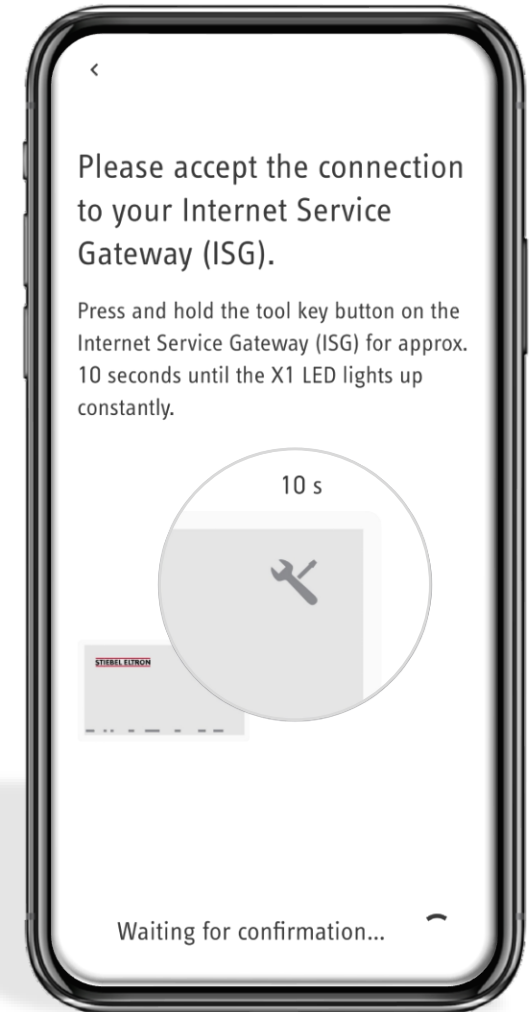 Please accept the connection
to your Internet Service
Gateway (ISG).
Press and hold the tool key button on the
Internet Service Gateway (ISG) for approx.
10 seconds until the X1 LED lights up
constantly.
10 s
STIEBEL ELTRON
Waiting for confirmation...